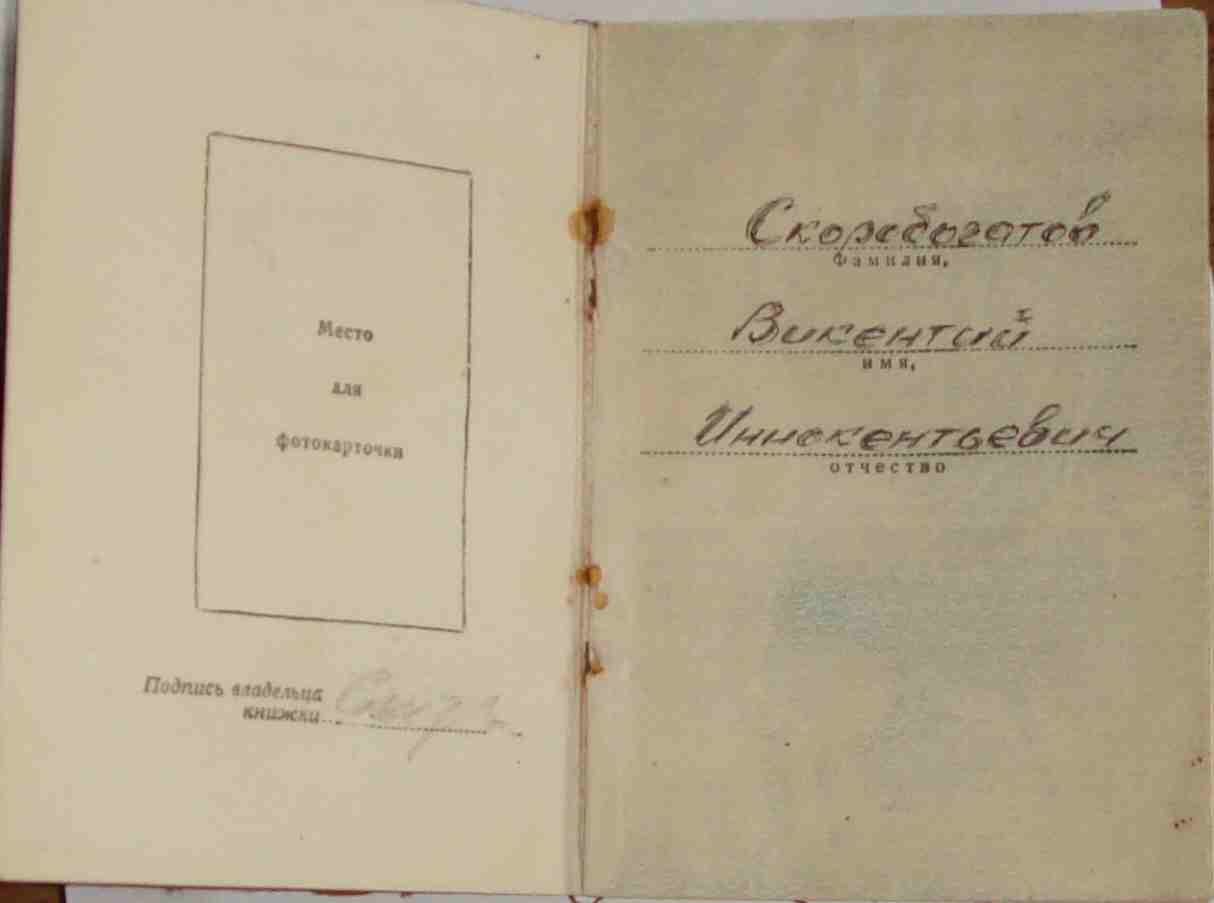 Место
для
фотокарточки
Подпись владельца
книжки
Скоробогатов
Фамилия,
Викентий
имя,
Иннокентьевич
отчество